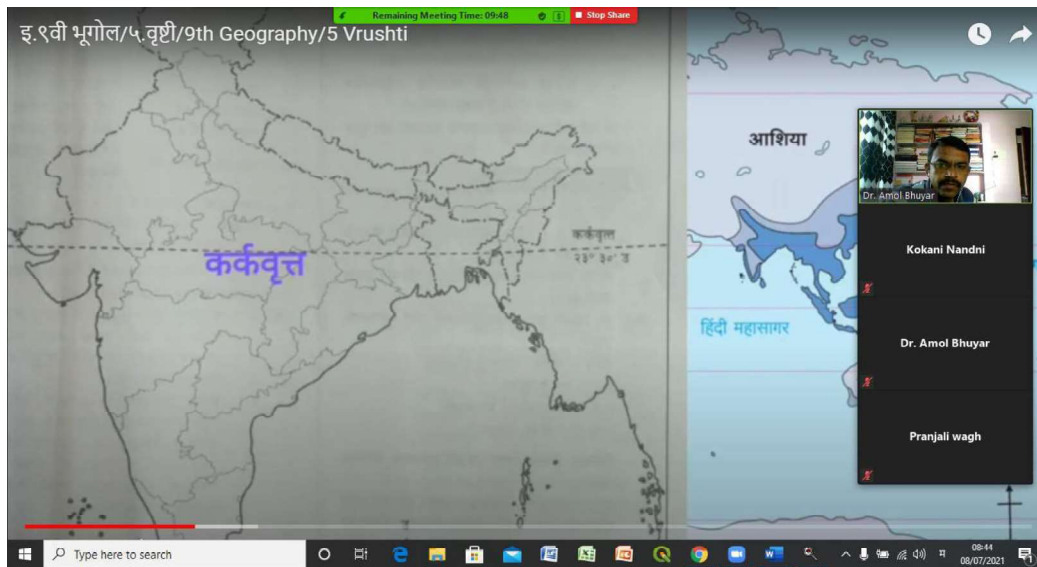 Remaining Meeting Time: 09:48
Stop Share
इ.९वी भूगोल/५.वृष्टी/9th Geography/5 Vrushti
आशिया
Dr. Amol Bhuyar
कर्कवृत्त
२३° ३०' उ
कर्कवृत्त
Kokani Nandni
हिंदी महासागर
Dr. Amol Bhuyar
Pranjali wagh
Type here to search
08:44
08/07/2021